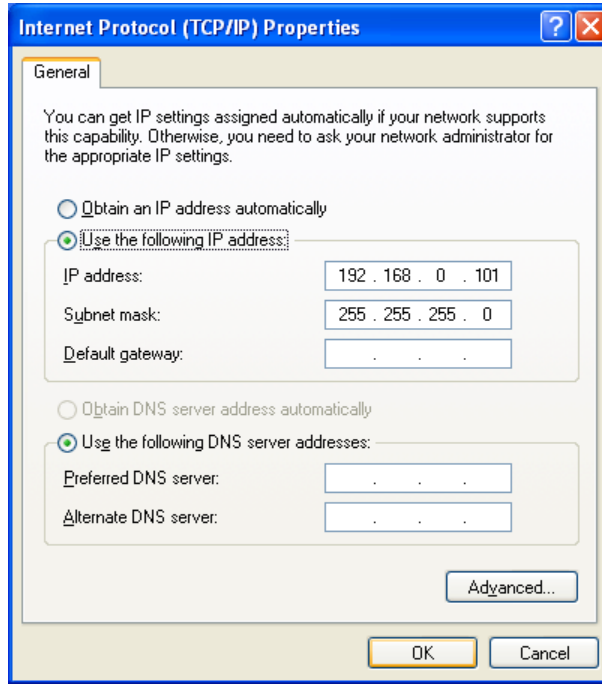 Internet Protocol (TCP/IP) Properties
General
You can get IP settings assigned automatically if your network supports
this capability. Otherwise, you need to ask your network administrator for
the appropriate IP settings.
Obtain an IP address automatically
Use the following IP address:
IP address: 192 . 168 . 0 . 101
Subnet mask: 255 . 255 . 255 . 0
Default gateway: . . .
Obtain DNS server address automatically
Use the following DNS server addresses:
Preferred DNS server: . . .
Alternate DNS server: . . .
Advanced...
OK Cancel